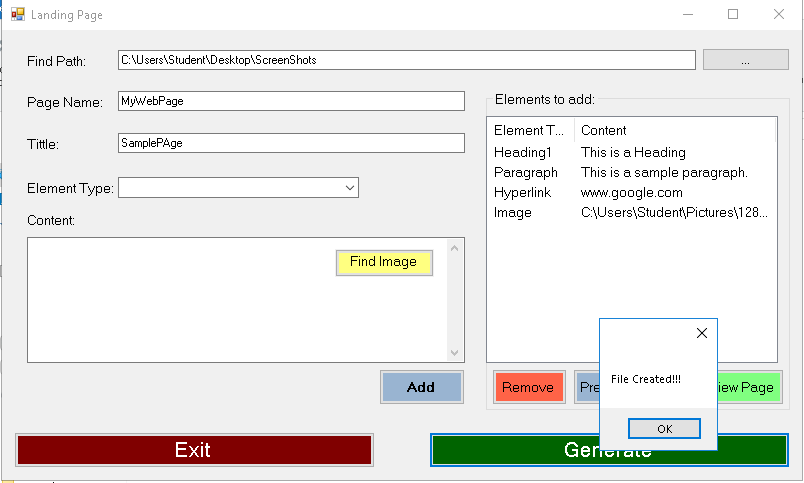 Landing Page
Find Path:
C:\Users\Student\Desktop\ScreenShots
...
Page Name:
MyWebPage
Tittle:
SamplePAge
Element Type:
Content:
Find Image
Add
Elements to add:
Element T... Content
Heading1 This is a Heading
Paragraph This is a sample paragraph.
Hyperlink www.google.com
Image C:\Users\Student\Pictures\128...
File Created!!!
OK
Remove
Pre
iew Page
Exit
Generate